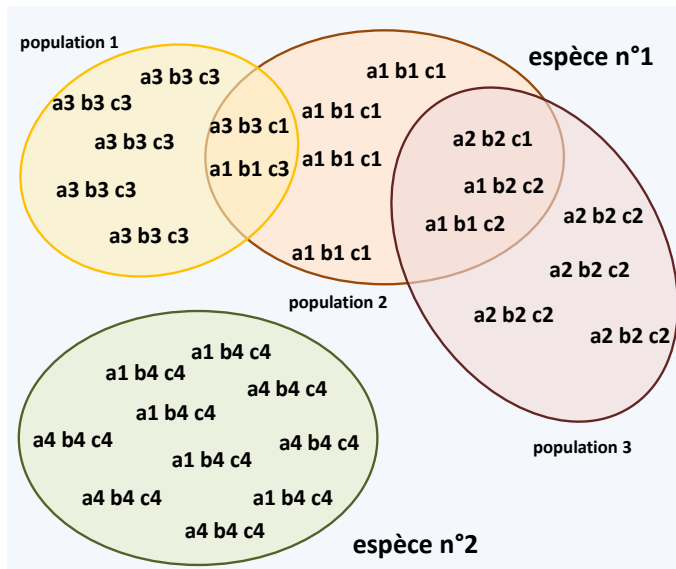 population 1
a3 b3 c3
a3 b3 c3
a3 b3 c3
a3 b3 c3
a3 b3 c3
a3 b3 c1
a1 b1 c3
espèce n°1
a1 b1 c1
a1 b1 c1
a1 b1 c1
a1 b1 c1
population 2
a2 b2 c1
a1 b2 c2
a1 b1 c2
a2 b2 c2
a2 b2 c2
a2 b2 c2
a2 b2 c2
population 3
a1 b4 c4
a1 b4 c4
a4 b4 c4
a1 b4 c4
a4 b4 c4
a4 b4 c4
a1 b4 c4
a4 b4 c4
a1 b4 c4
a4 b4 c4
espèce n°2